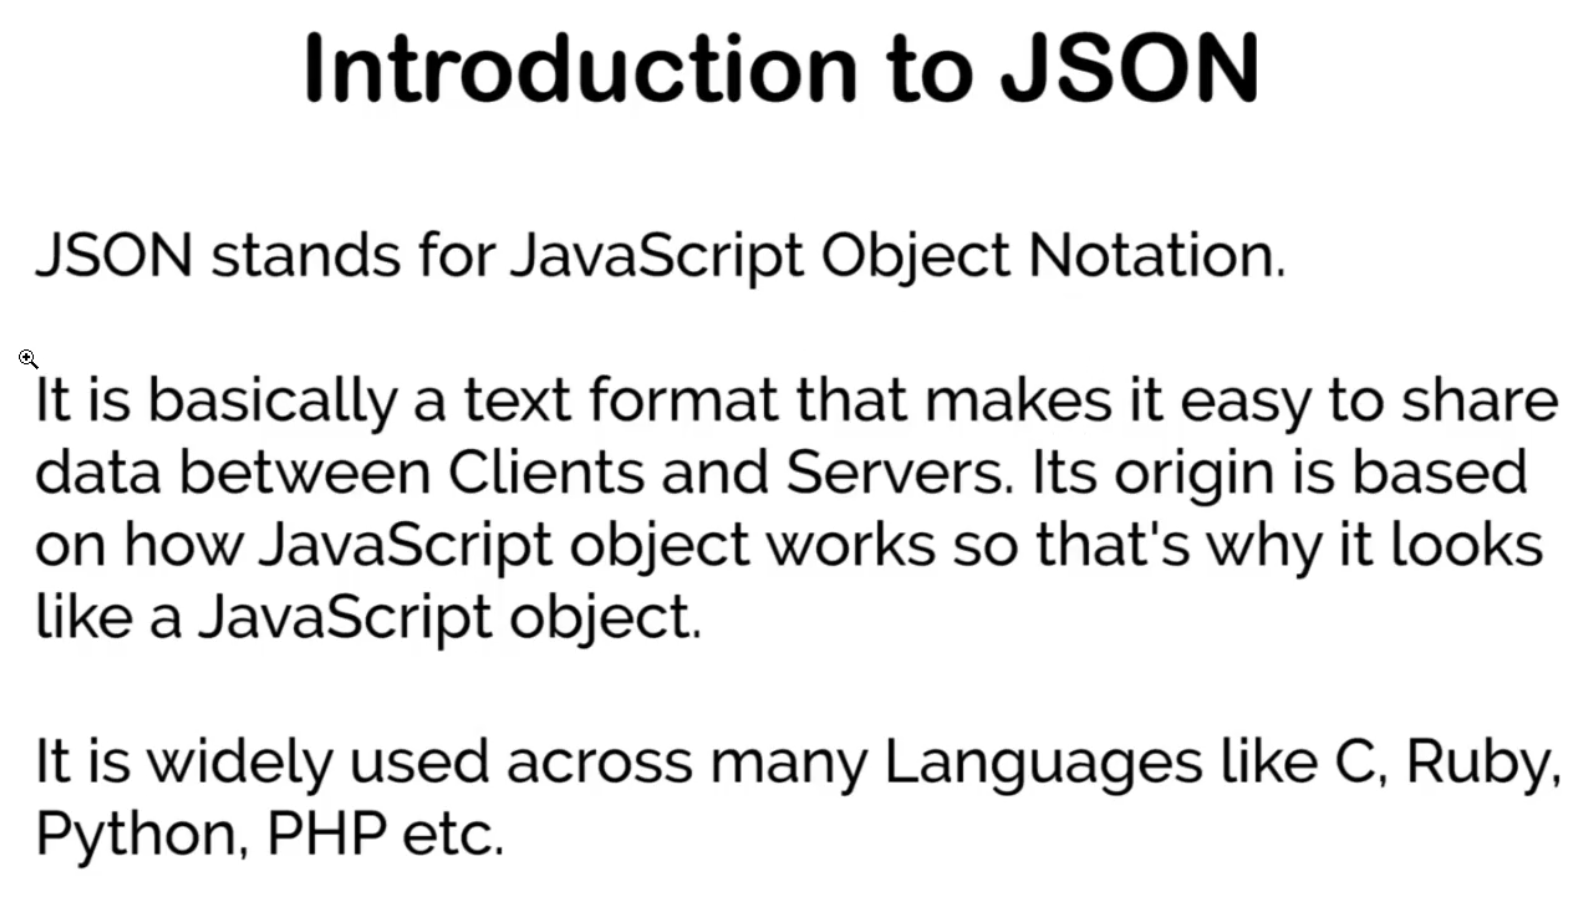 Introduction to JSON
JSON stands for JavaScript Object Notation.
It is basically a text format that makes it easy to share
data between Clients and Servers. Its origin is based
on how JavaScript object works so that's why it looks
like a JavaScript object.
It is widely used across many Languages like C, Ruby,
Python, PHP etc.